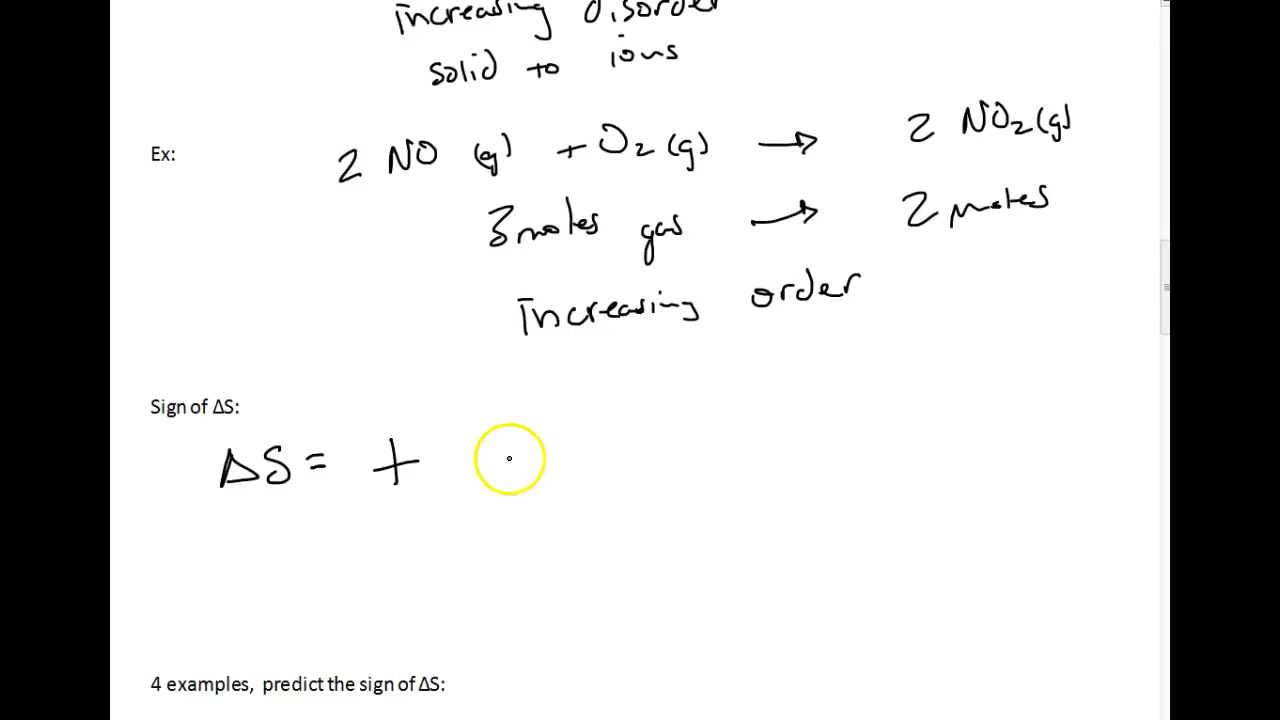 increasing disorder
solid to ions
Ex: 2 NO (g) + O₂ (g) → 2 NO₂ (g)
3 moles gas → 2 moles
Increasing order
Sign of ΔS:
ΔS = +
4 examples, predict the sign of ΔS: